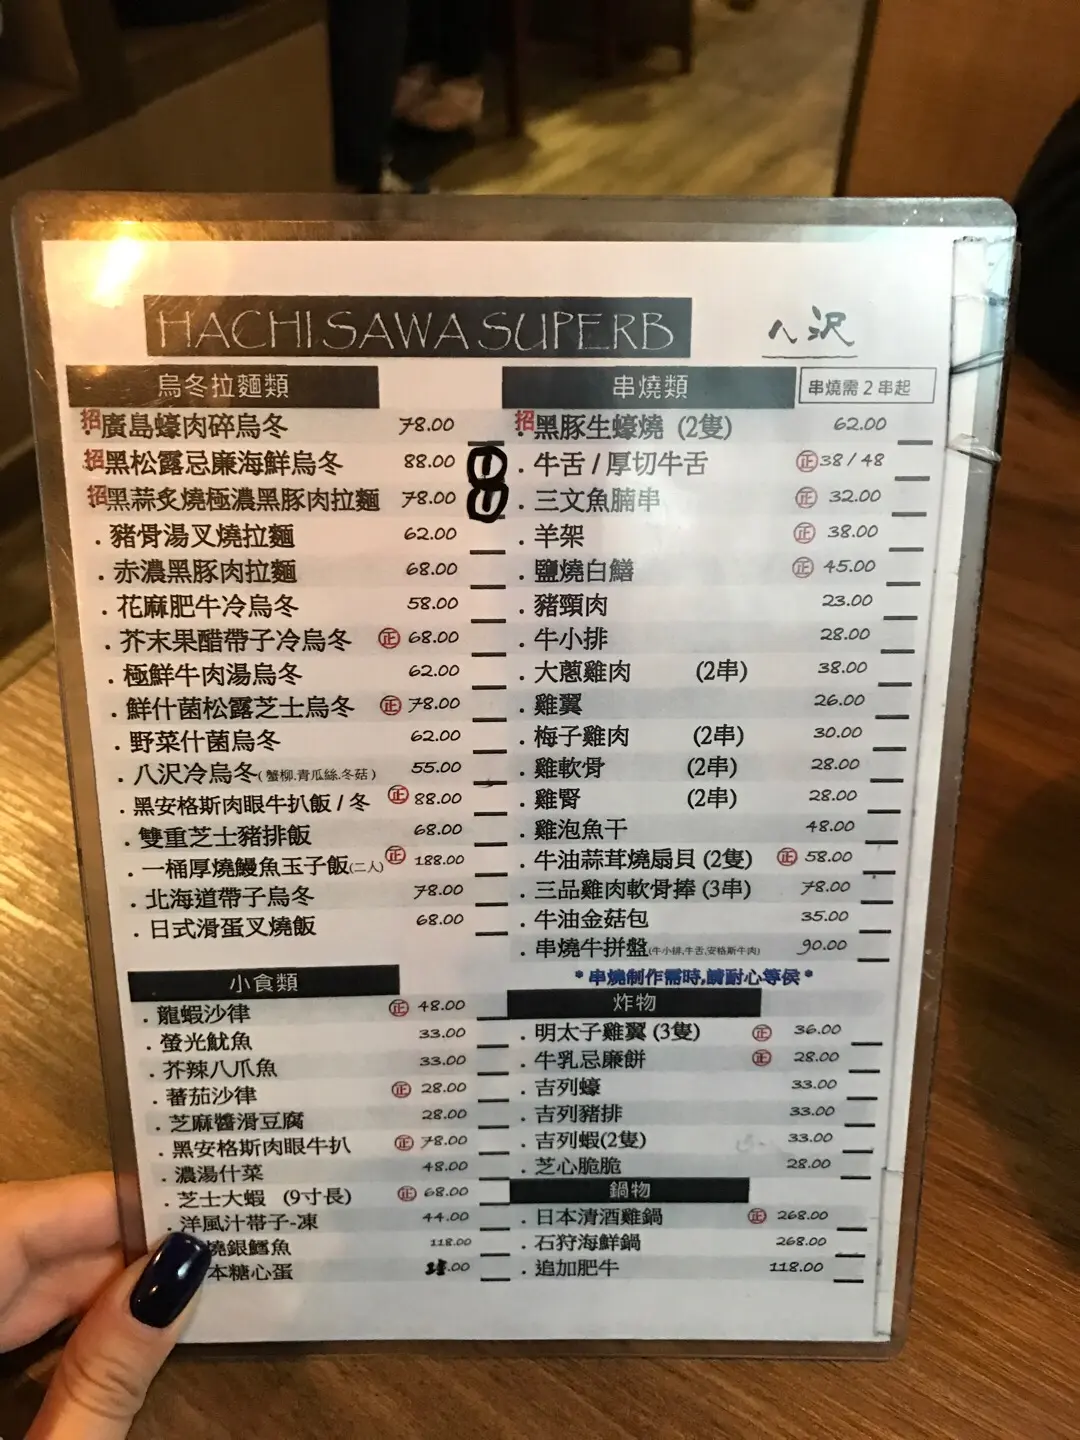 HACHI SAWA SUPERB 八沢
烏冬拉麵類
招.廣島蠔肉碎烏冬 78.00
招黑松露忌廉海鮮烏冬 88.00
招黑蒜炙燒極濃黑豚肉拉麵 78.00
.豬骨湯叉燒拉麵 62.00
.赤濃黑豚肉拉麵 68.00
.花麻肥牛冷烏冬 58.00
.芥末果醋帶子冷烏冬 正 68.00
.極鮮牛肉湯烏冬 62.00
.鮮什菌松露芝士烏冬 正 78.00
.野菜什菌烏冬 62.00
.八沢冷烏冬(蟹柳.青瓜絲.冬菇) 55.00
.黑安格斯肉眼牛扒飯/冬 正 88.00
.雙重芝士豬排飯 68.00
.一桶厚燒鰻魚玉子飯(二人) 正 188.00
.北海道帶子烏冬 78.00
.日式滑蛋叉燒飯 68.00
小食類
.龍蝦沙律 正 48.00
.螢光魷魚 33.00
.芥辣八爪魚 33.00
.蕃茄沙律 正 28.00
.芝麻醬滑豆腐 28.00
.黑安格斯肉眼牛扒 正 78.00
.濃湯什菜 48.00
.芝士大蝦 (9寸長) 正 68.00
.洋風汁帶子-凍 44.00
燒銀鱈魚 118.00
本糖心蛋 .00
串燒類 串燒需2串起
招.黑豚生蠔燒 (2隻) 62.00
.牛舌/厚切牛舌 正 38/48
.三文魚腩串 正 32.00
.羊架 正 38.00
.鹽燒白鱔 正 45.00
.豬頸肉 23.00
.牛小排 28.00
.大蔥雞肉 (2串) 38.00
.雞翼 26.00
.梅子雞肉 (2串) 30.00
.雞軟骨 (2串) 28.00
.雞腎 (2串) 28.00
.雞泡魚干 48.00
.牛油蒜茸燒扇貝 (2隻) 正 58.00
.三品雞肉軟骨捧 (3串) 78.00
.牛油金菇包 35.00
.串燒牛拼盤(牛小排,牛舌,安格斯牛肉) 90.00
*串燒制作需時,請耐心等侯*
炸物
.明太子雞翼 (3隻) 正 36.00
.牛乳忌廉餅 正 28.00
.吉列蠔 33.00
.吉列豬排 33.00
.吉列蝦(2隻) 33.00
.芝心脆脆 28.00
鍋物
.日本清酒雞鍋 正 268.00
.石狩海鮮鍋 268.00
.追加肥牛 118.00